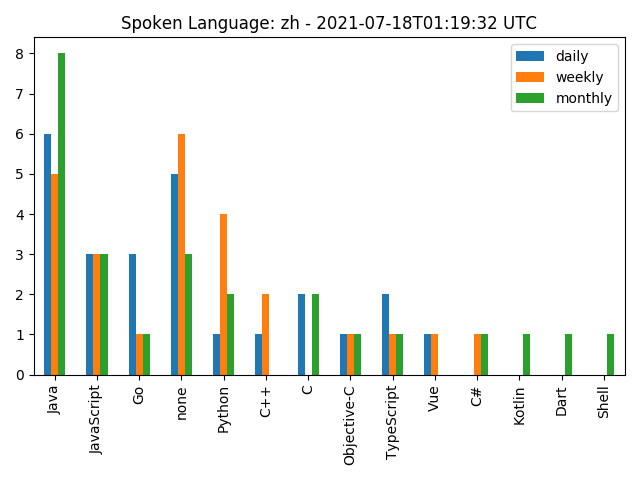 Spoken Language: zh - 2021-07-18T01:19:32 UTC
daily
weekly
monthly
8
7
6
5
4
3
2
1
0
Java
JavaScript
Go
none
Python
C++
C
Objective-C
TypeScript
Vue
C#
Kotlin
Dart
Shell